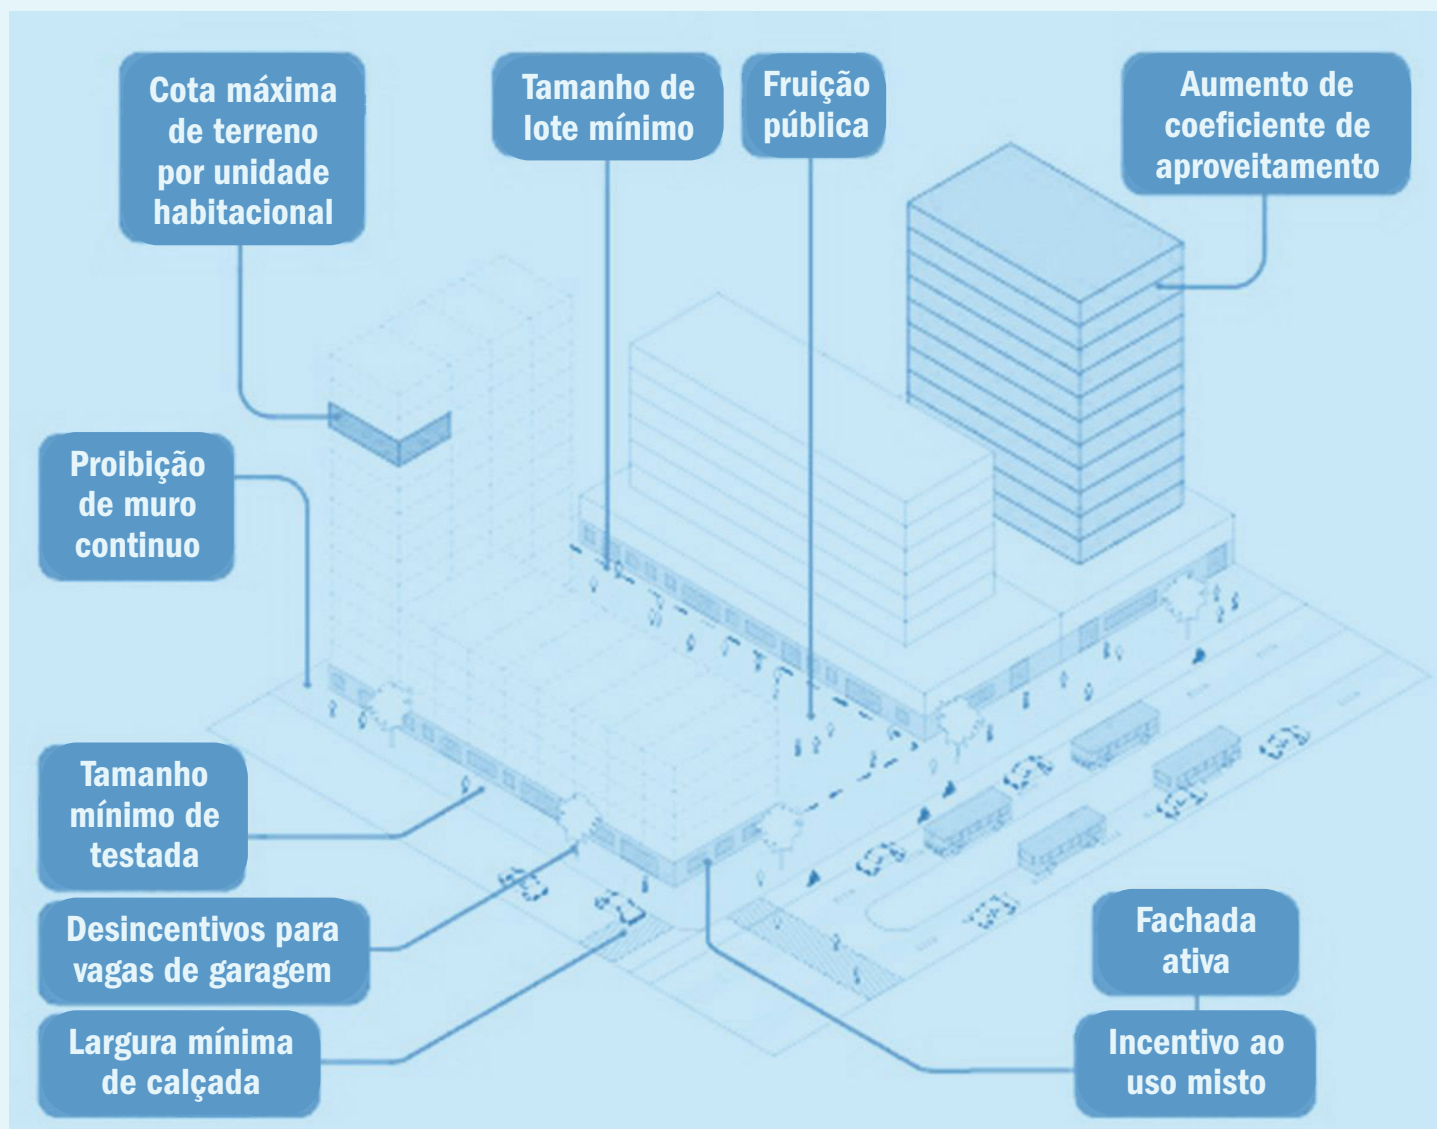 Cota máxima
de terreno
por unidade
habitacional
Tamanho de
lote mínimo
Fruição
pública
Aumento de
coeficiente de
aproveitamento
Proibição
de muro
continuo
Tamanho
mínimo de
testada
Desincentivos para
vagas de garagem
Largura mínima
de calçada
Fachada
ativa
Incentivo ao
uso misto